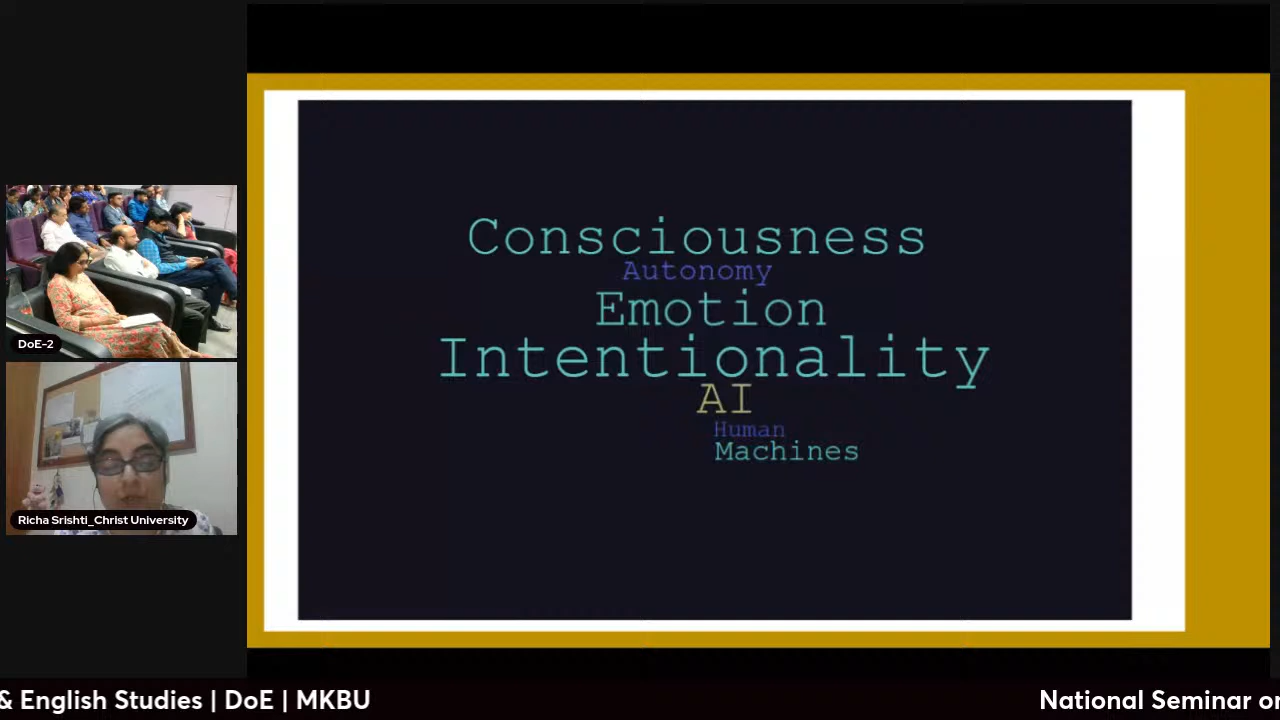 Consciousness
Autonomy
Emotion
Intentionality
AI
Human
Machines
DoE-2
Richa Srishti_Christ University
& English Studies | DoE | MKBU
National Seminar on